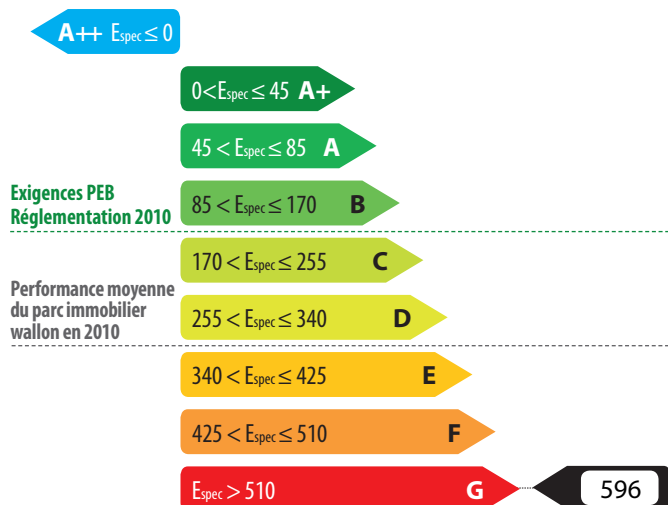 A++ Espec ≤ 0
0<Espec ≤ 45 A+
45 < Espec ≤ 85 A
Exigences PEB
Réglementation 2010
85 < Espec ≤ 170 B
170 < Espec ≤ 255 C
Performance moyenne
du parc immobilier
wallon en 2010
255 < Espec ≤ 340 D
340 < Espec ≤ 425 E
425 < Espec ≤ 510 F
Espec > 510 G 596